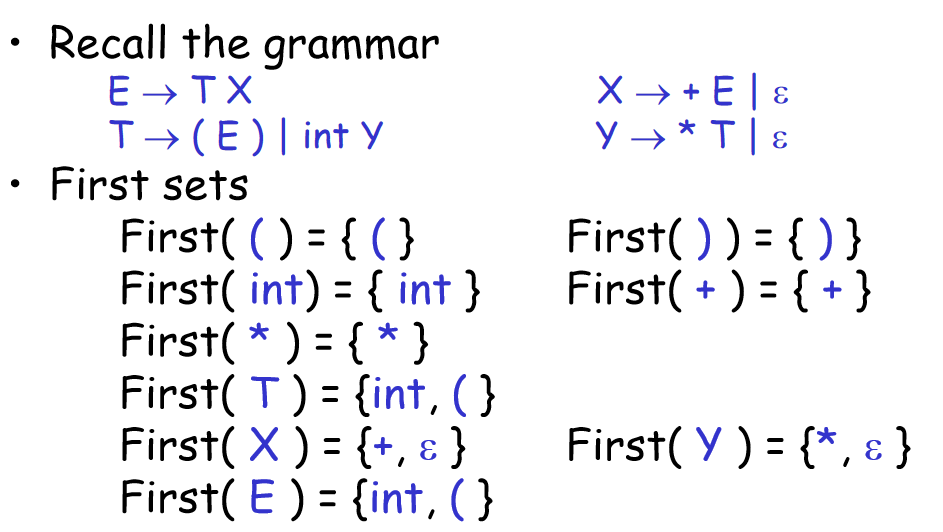 • Recall the grammar
E → T X    X → + E | ε
T → ( E ) | int Y    Y → * T | ε
• First sets
First( ( ) = { ( }    First( ) ) = { ) }
First( int) = { int }    First( + ) = { + }
First( * ) = { * }
First( T ) = {int, ( }
First( X ) = {+, ε }    First( Y ) = {*, ε }
First( E ) = {int, ( }